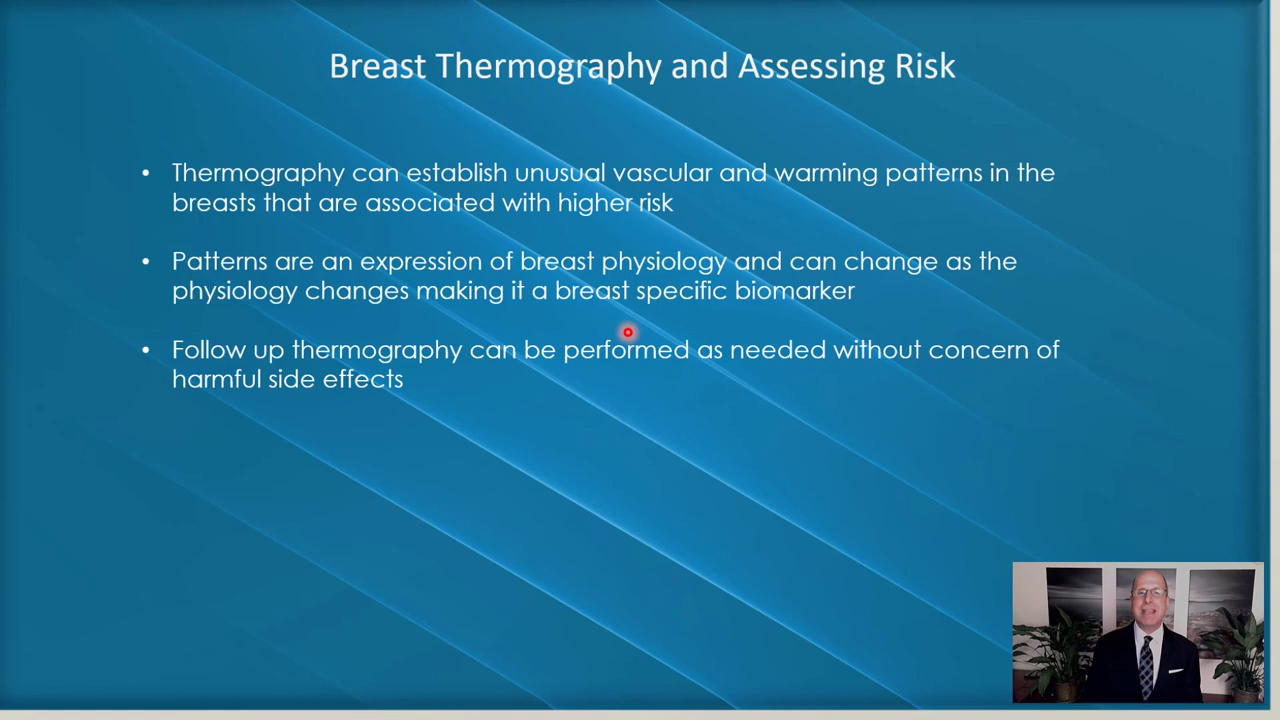 Breast Thermography and Assessing Risk
• Thermography can establish unusual vascular and warming patterns in the
breasts that are associated with higher risk
• Patterns are an expression of breast physiology and can change as the
physiology changes making it a breast specific biomarker
• Follow up thermography can be performed as needed without concern of
harmful side effects